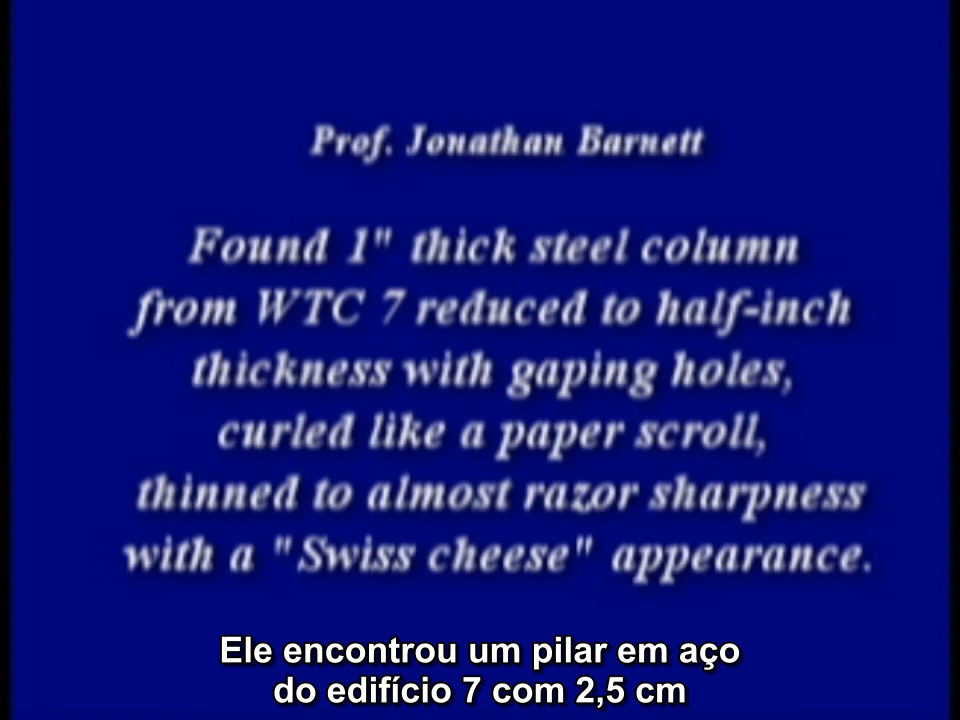 Prof. Jonathan Barnett
Found 1" thick steel column
from WTC 7 reduced to half-inch
thickness with gaping holes,
curled like a paper scroll,
thinned to almost razor sharpness
with a "Swiss cheese" appearance.
Ele encontrou um pilar em aço
do edifício 7 com 2,5 cm